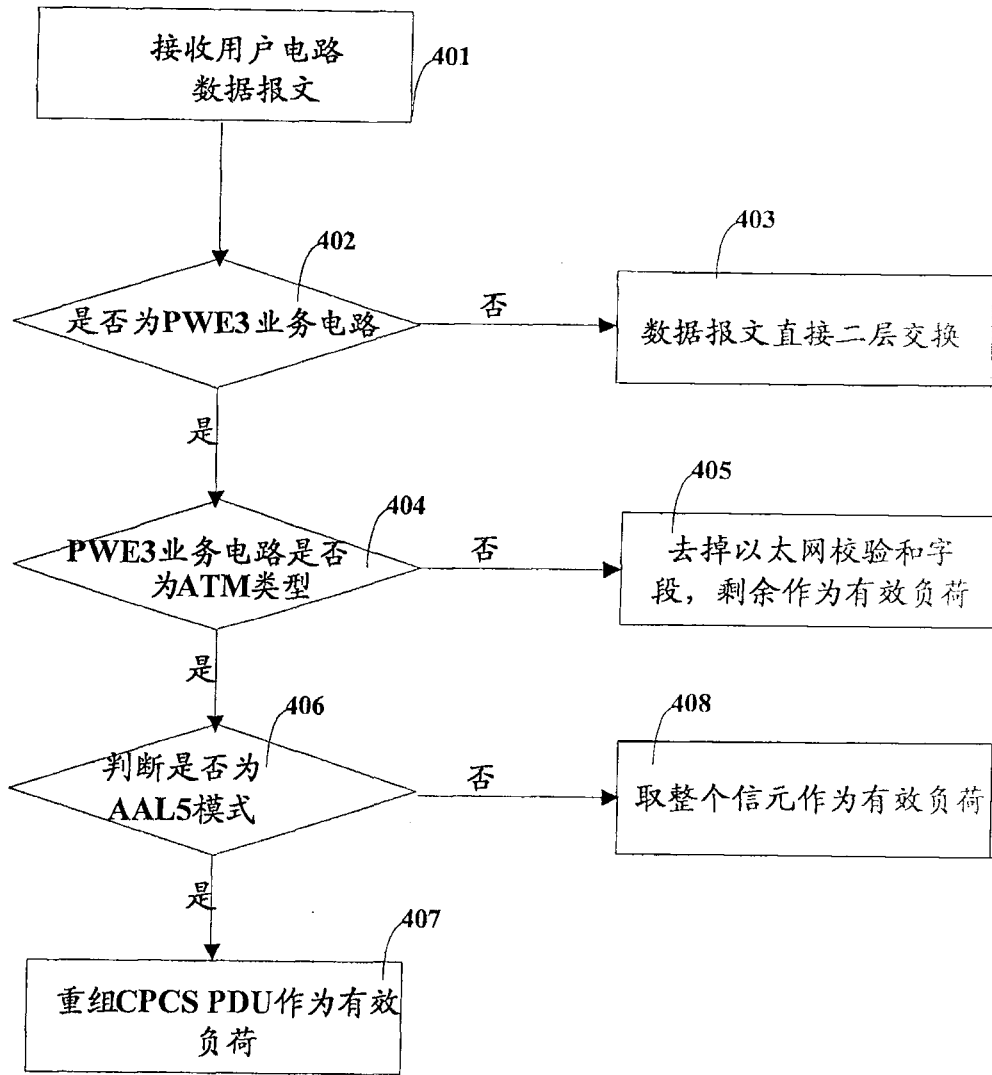 接收用户电路
数据报文
401
402
是否为PWE3业务电路
否
403
数据报文直接二层交换
是
404
PWE3业务电路是否
为ATM类型
否
405
去掉以太网校验和字
段，剩余作为有效负荷
是
406
判断是否为
AAL5模式
否
408
取整个信元作为有效负荷
是
407
重组CPCS PDU作为有效
负荷